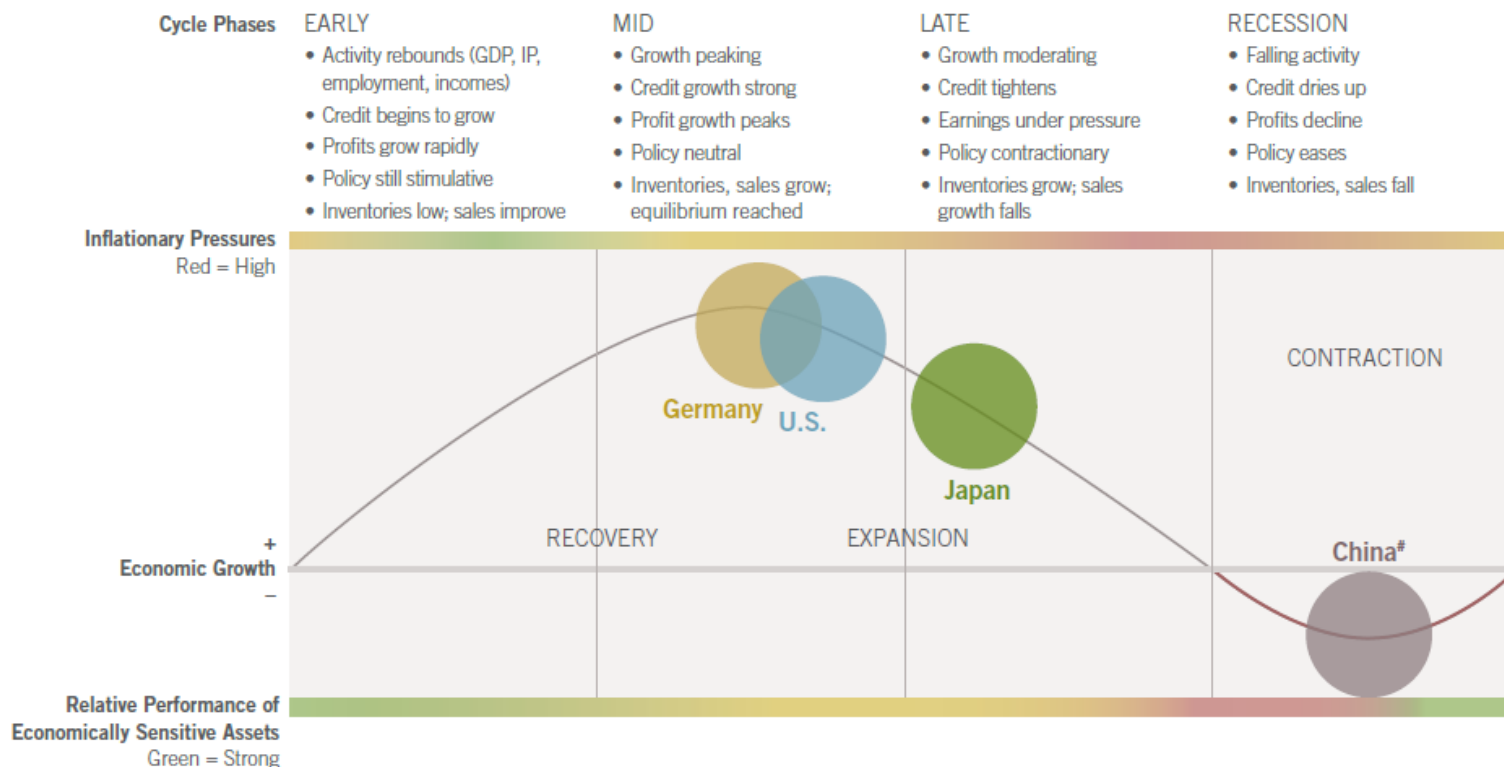 Cycle Phases
EARLY
• Activity rebounds (GDP, IP,
employment, incomes)
• Credit begins to grow
• Profits grow rapidly
• Policy still stimulative
• Inventories low; sales improve
MID
• Growth peaking
• Credit growth strong
• Profit growth peaks
• Policy neutral
• Inventories, sales grow;
equilibrium reached
LATE
• Growth moderating
• Credit tightens
• Earnings under pressure
• Policy contractionary
• Inventories grow; sales
growth falls
RECESSION
• Falling activity
• Credit dries up
• Profits decline
• Policy eases
• Inventories, sales fall
Inflationary Pressures
Red = High
CONTRACTION
Germany
U.S.
Japan
RECOVERY
EXPANSION
China#
+
Economic Growth
–
Relative Performance of
Economically Sensitive Assets
Green = Strong